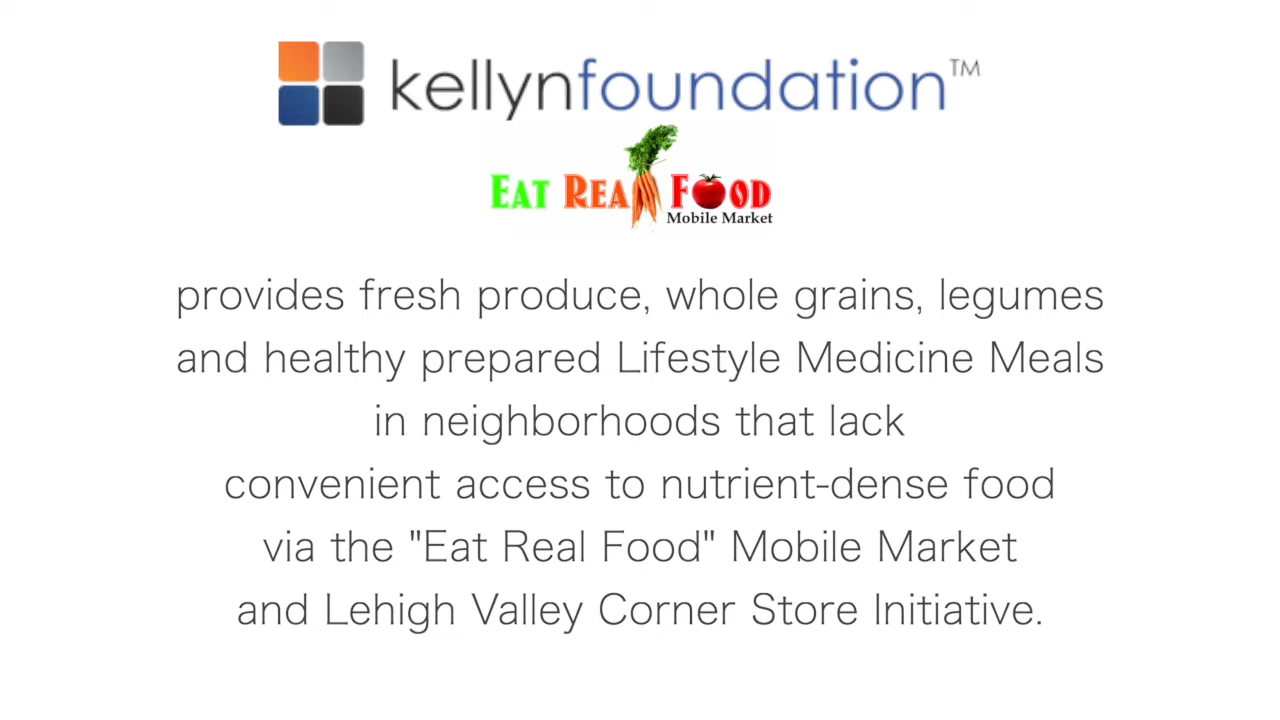 kellynfoundation™
EAT REAL FOOD
Mobile Market
provides fresh produce, whole grains, legumes
and healthy prepared Lifestyle Medicine Meals
in neighborhoods that lack
convenient access to nutrient-dense food
via the "Eat Real Food" Mobile Market
and Lehigh Valley Corner Store Initiative.